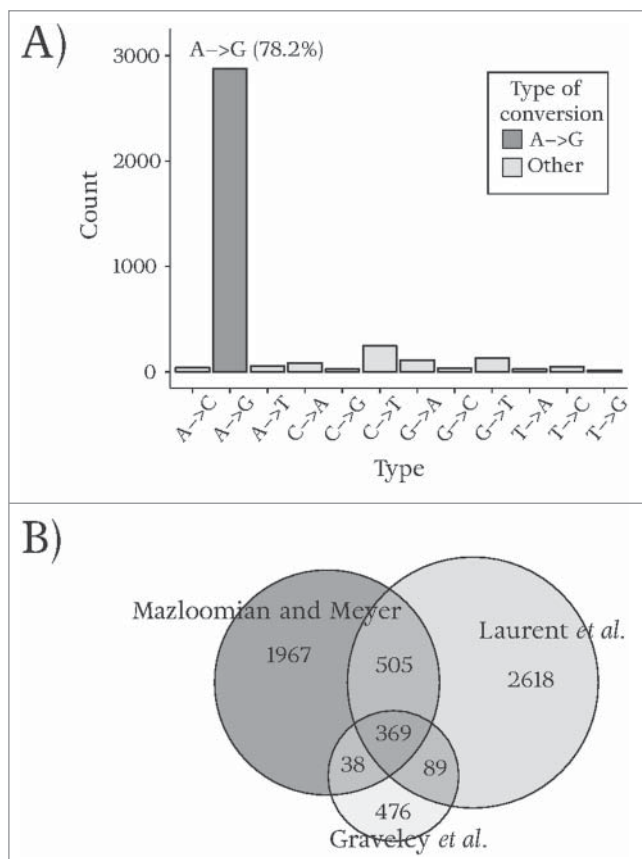 A)
A–>G (78.2%)
3000
2000
1000
0
Count
Type of
conversion
A–>G
Other
A–>C
A–>G
A–>T
C–>A
C–>G
C–>T
G–>A
G–>C
G–>T
T–>A
T–>C
T–>G
Type
B)
Mazloomian and Meyer
Laurent et al.
1967
505
2618
369
38
89
476
Graveley et al.